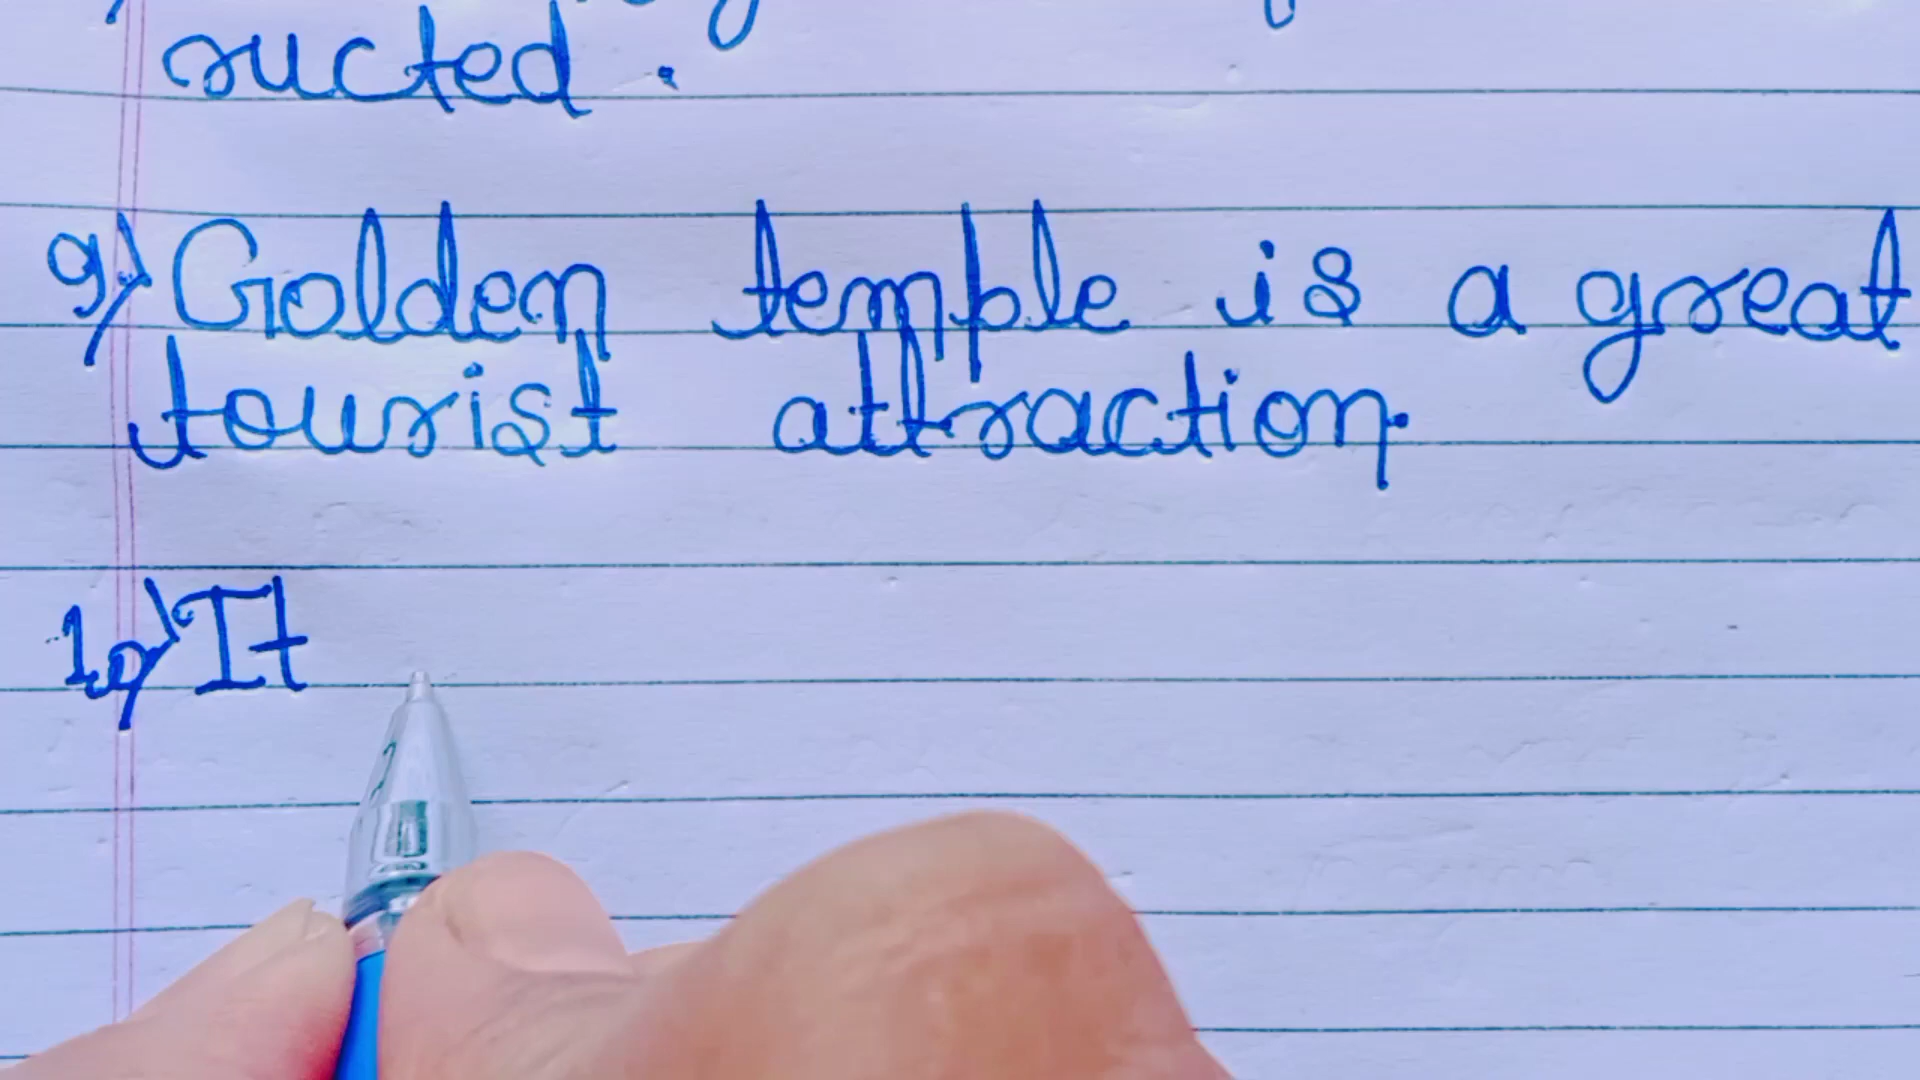 ructed.
9) Golden temple is a great
tourist attraction.
10) It